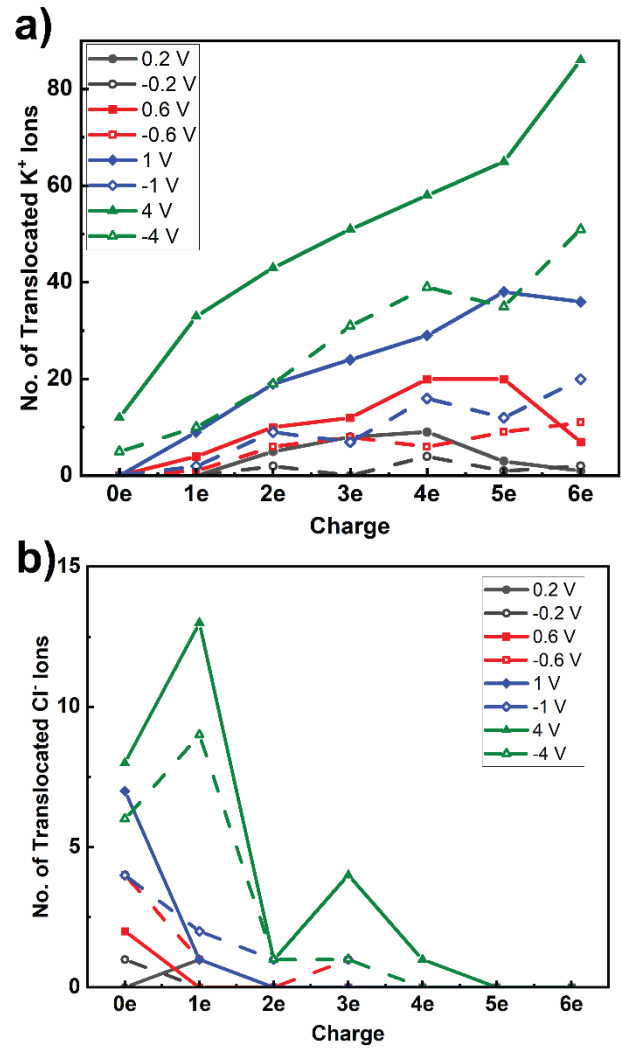 a)
No. of Translocated K⁺ Ions
80
60
40
20
0
0.2 V
-0.2 V
0.6 V
-0.6 V
1 V
-1 V
4 V
-4 V
0e 1e 2e 3e 4e 5e 6e
Charge
b)
No. of Translocated Cl⁻ Ions
15
10
5
0
0.2 V
-0.2 V
0.6 V
-0.6 V
1 V
-1 V
4 V
-4 V
0e 1e 2e 3e 4e 5e 6e
Charge